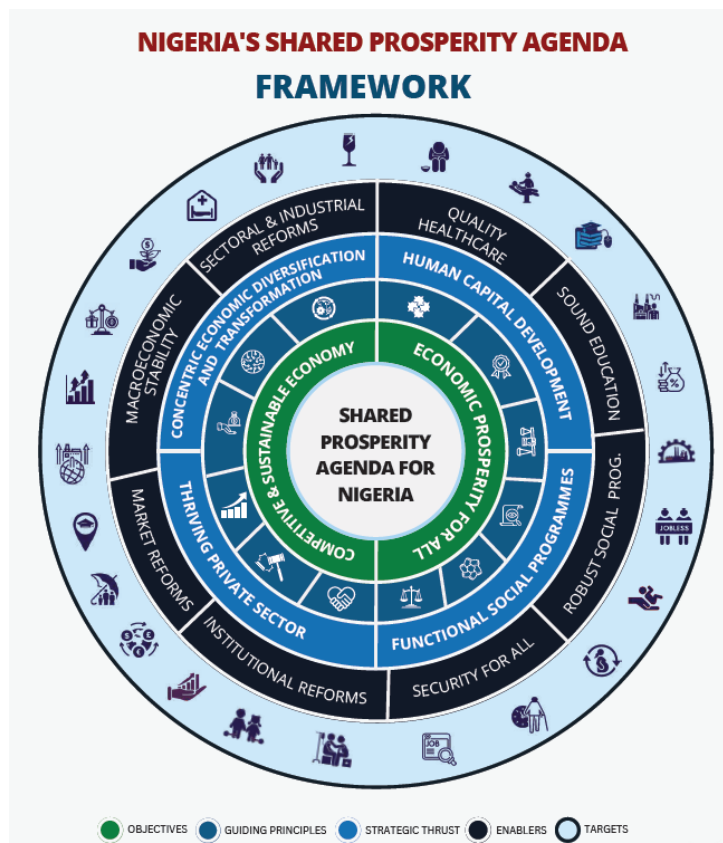 NIGERIA'S SHARED PROSPERITY AGENDA
FRAMEWORK
SECTORAL & INDUSTRIAL
REFORMS
QUALITY
HEALTHCARE
SOUND EDUCATION
ROBUST SOCIAL PROG.
SECURITY FOR ALL
INSTITUTIONAL REFORMS
MARKET REFORMS
MACROECONOMIC
STABILITY
CONCENTRIC ECONOMIC DIVERSIFICATION
AND TRANSFORMATION
HUMAN CAPITAL DEVELOPMENT
FUNCTIONAL SOCIAL PROGRAMMES
THRIVING PRIVATE SECTOR
COMPETITIVE & SUSTAINABLE ECONOMY
ECONOMIC PROSPERITY FOR ALL
SHARED
PROSPERITY
AGENDA FOR
NIGERIA
JOBLESS
JOB
OBJECTIVES
GUIDING PRINCIPLES
STRATEGIC THRUST
ENABLERS
TARGETS